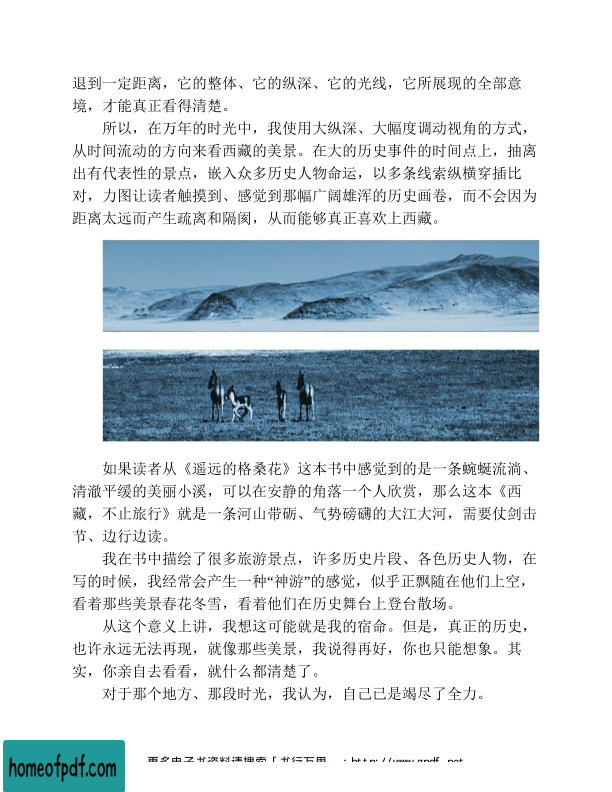 退到一定距离，它的整体、它的纵深、它的光线，它所展现的全部意
境，才能真正看得清楚。
所以，在万年的时光中，我使用大纵深、大幅度调动视角的方式，
从时间流动的方向来看西藏的美景。在大的历史事件的时间点上，抽离
出有代表性的景点，嵌入众多历史人物命运，以多条线索纵横穿插比
对，力图让读者触摸到、感觉到那幅广阔雄浑的历史画卷，而不会因为
距离太远而产生疏离和隔阂，从而能够真正喜欢上西藏。
如果读者从《遥远的格桑花》这本书中感觉到的是一条蜿蜒流淌、
清澈平缓的美丽小溪，可以在安静的角落一个人欣赏，那么这本《西
藏，不止旅行》就是一条河山带砺、气势磅礴的大江大河，需要仗剑击
节、边行边读。
我在书中描绘了很多旅游景点，许多历史片段、各色历史人物，在
写的时候，我经常会产生一种“神游”的感觉，似乎正飘随在他们上空，
看着那些美景春花冬雪，看着他们在历史舞台上登台散场。
从这个意义上讲，我想这可能就是我的宿命。但是，真正的历史，
也许永远无法再现，就像那些美景，我说得再好，你也只能想象。其
实，你亲自去看看，就什么都清楚了。
对于那个地方、那段时光，我认为，自己已是竭尽了全力。
更多电子书资料请搜索「书行万里
homeofpdf.com